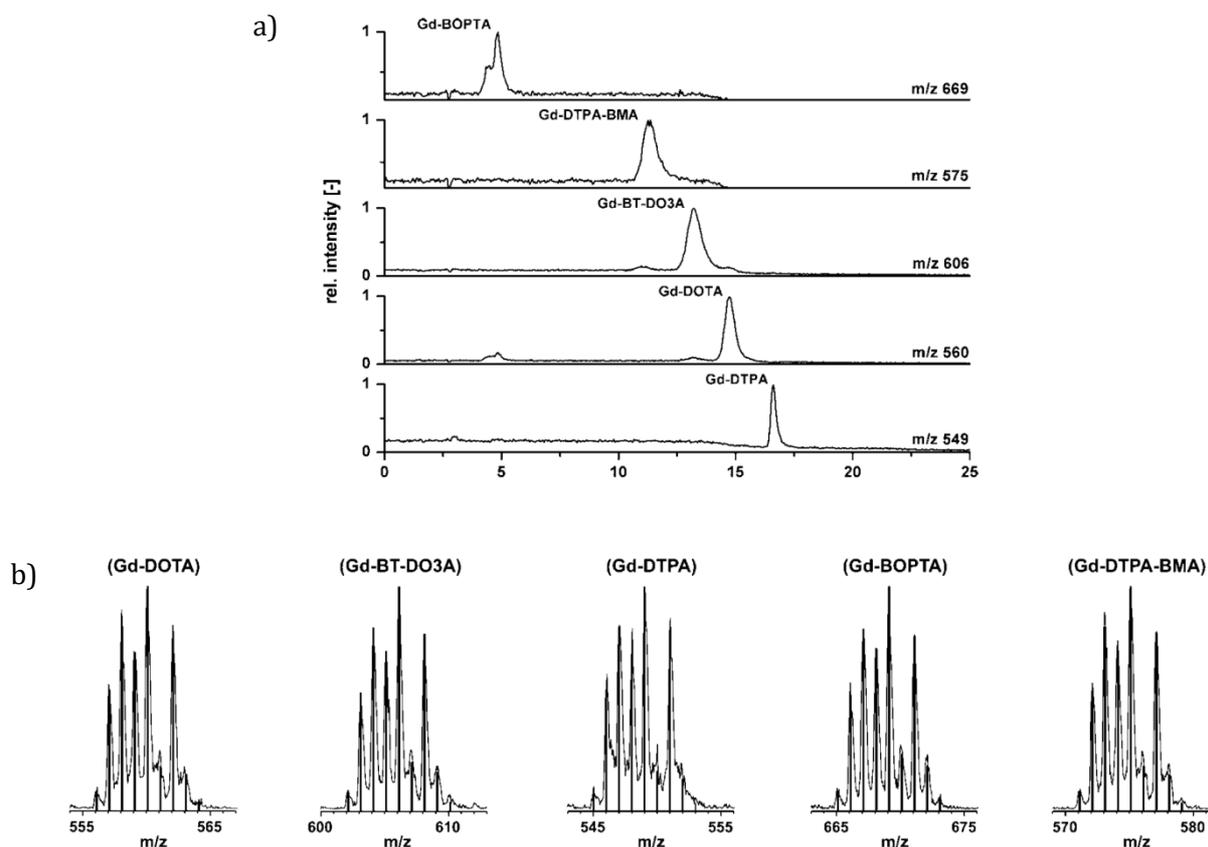 a)
Gd-BOPTA
1
m/z 669
Gd-DTPA-BMA
1
m/z 575
Gd-BT-DO3A
1
0
m/z 606
Gd-DOTA
1
0
m/z 560
Gd-DTPA
1
0
m/z 549
rel. intensity [-]
0 5 10 15 20 25
b)
(Gd-DOTA) (Gd-BT-DO3A) (Gd-DTPA) (Gd-BOPTA) (Gd-DTPA-BMA)
555 565 600 610 545 555 665 675 570 580
m/z m/z m/z m/z m/z